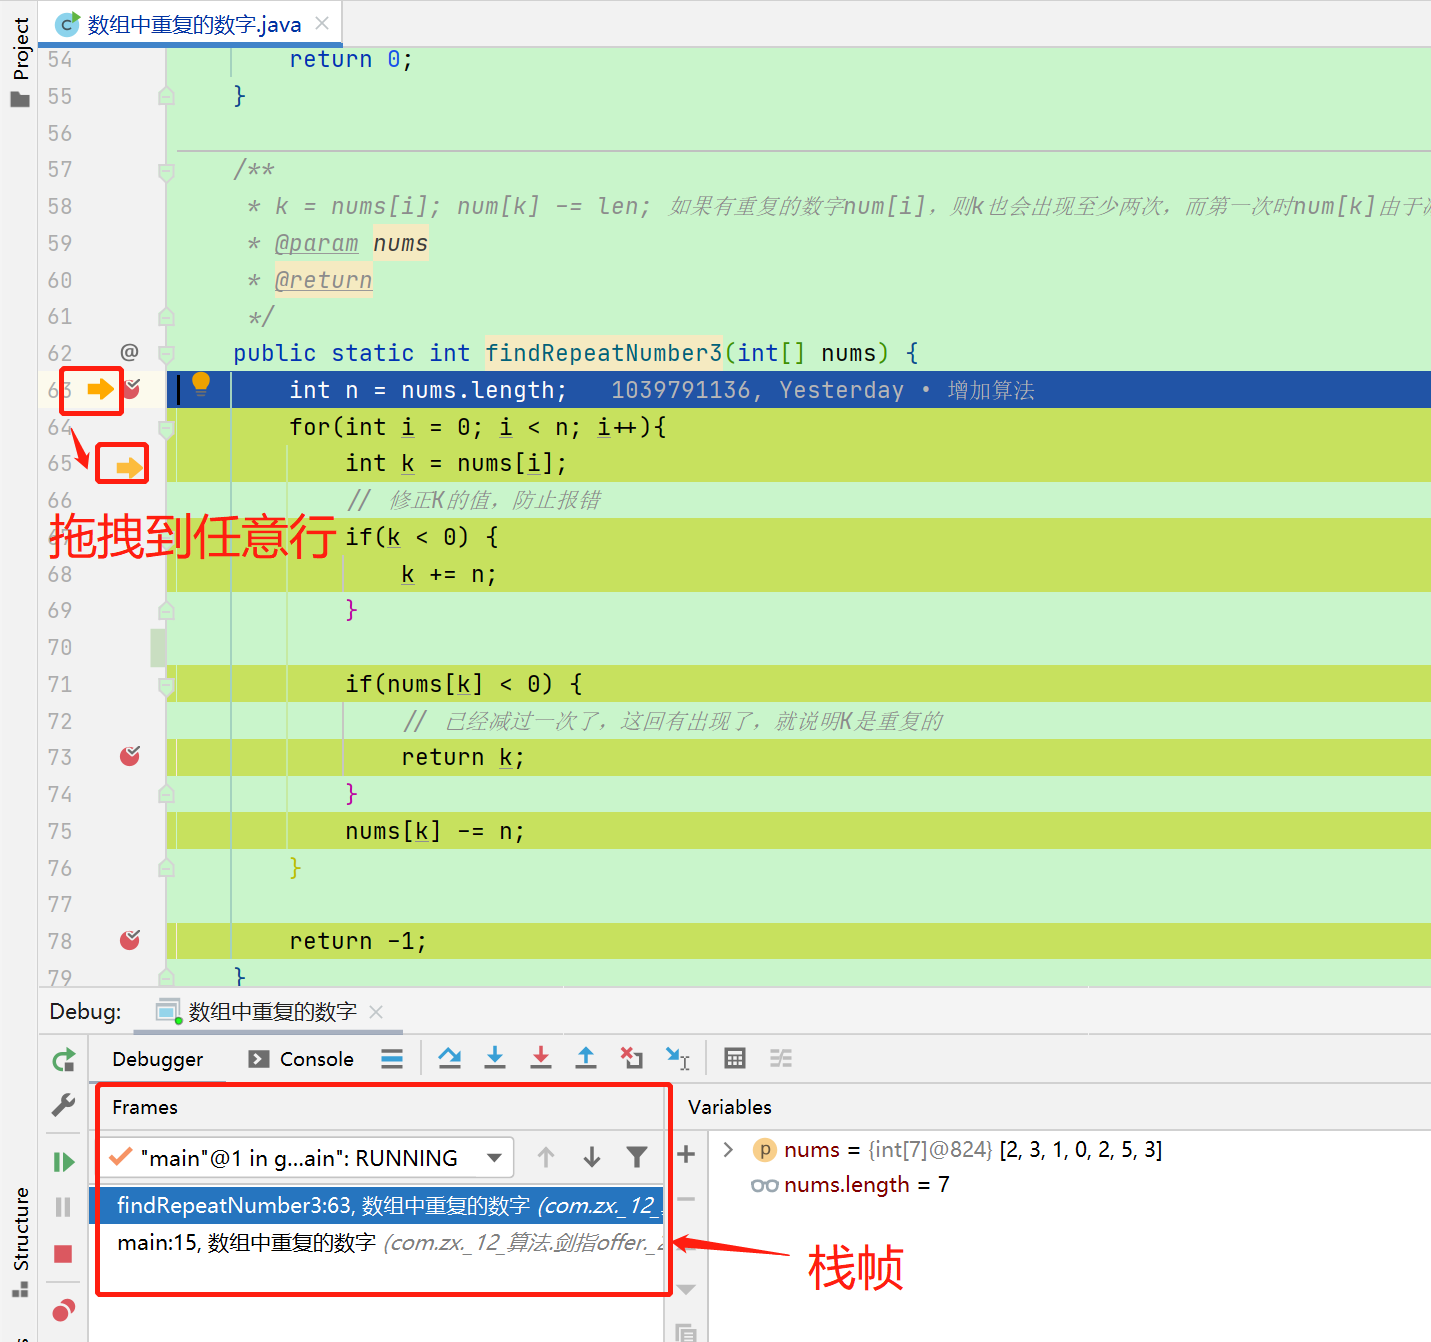 Project
数组中重复的数字.java
54 return 0;
55 }
56
57 /**
58 * k = nums[i]; num[k] -= len; 如果有重复的数字num[i], 则k也会出现至少两次, 而第一次时num[k]由于
59 * @param nums
60 * @return
61 */
62 @ public static int findRepeatNumber3(int[] nums) {
63 int n = nums.length; 1039791136, Yesterday • 增加算法
64 for(int i = 0; i < n; i++){
65 int k = nums[i];
66 // 修正K的值, 防止报错
拖拽到任意行
if(k < 0) {
68 k += n;
69 }
70
71 if(nums[k] < 0) {
72 // 已经减过一次了, 这回有出现了, 就说明K是重复的
73 return k;
74 }
75 nums[k] -= n;
76 }
77
78 return -1;
79 }
Debug: 数组中重复的数字
Debugger Console
Frames Variables
"main"@1 in g...ain": RUNNING
nums = {int[7]@824} [2, 3, 1, 0, 2, 5, 3]
nums.length = 7
findRepeatNumber3:63, 数组中重复的数字 (com.zx._12_
main:15, 数组中重复的数字 (com.zx._12_算法.剑指offer._
栈帧
Structure